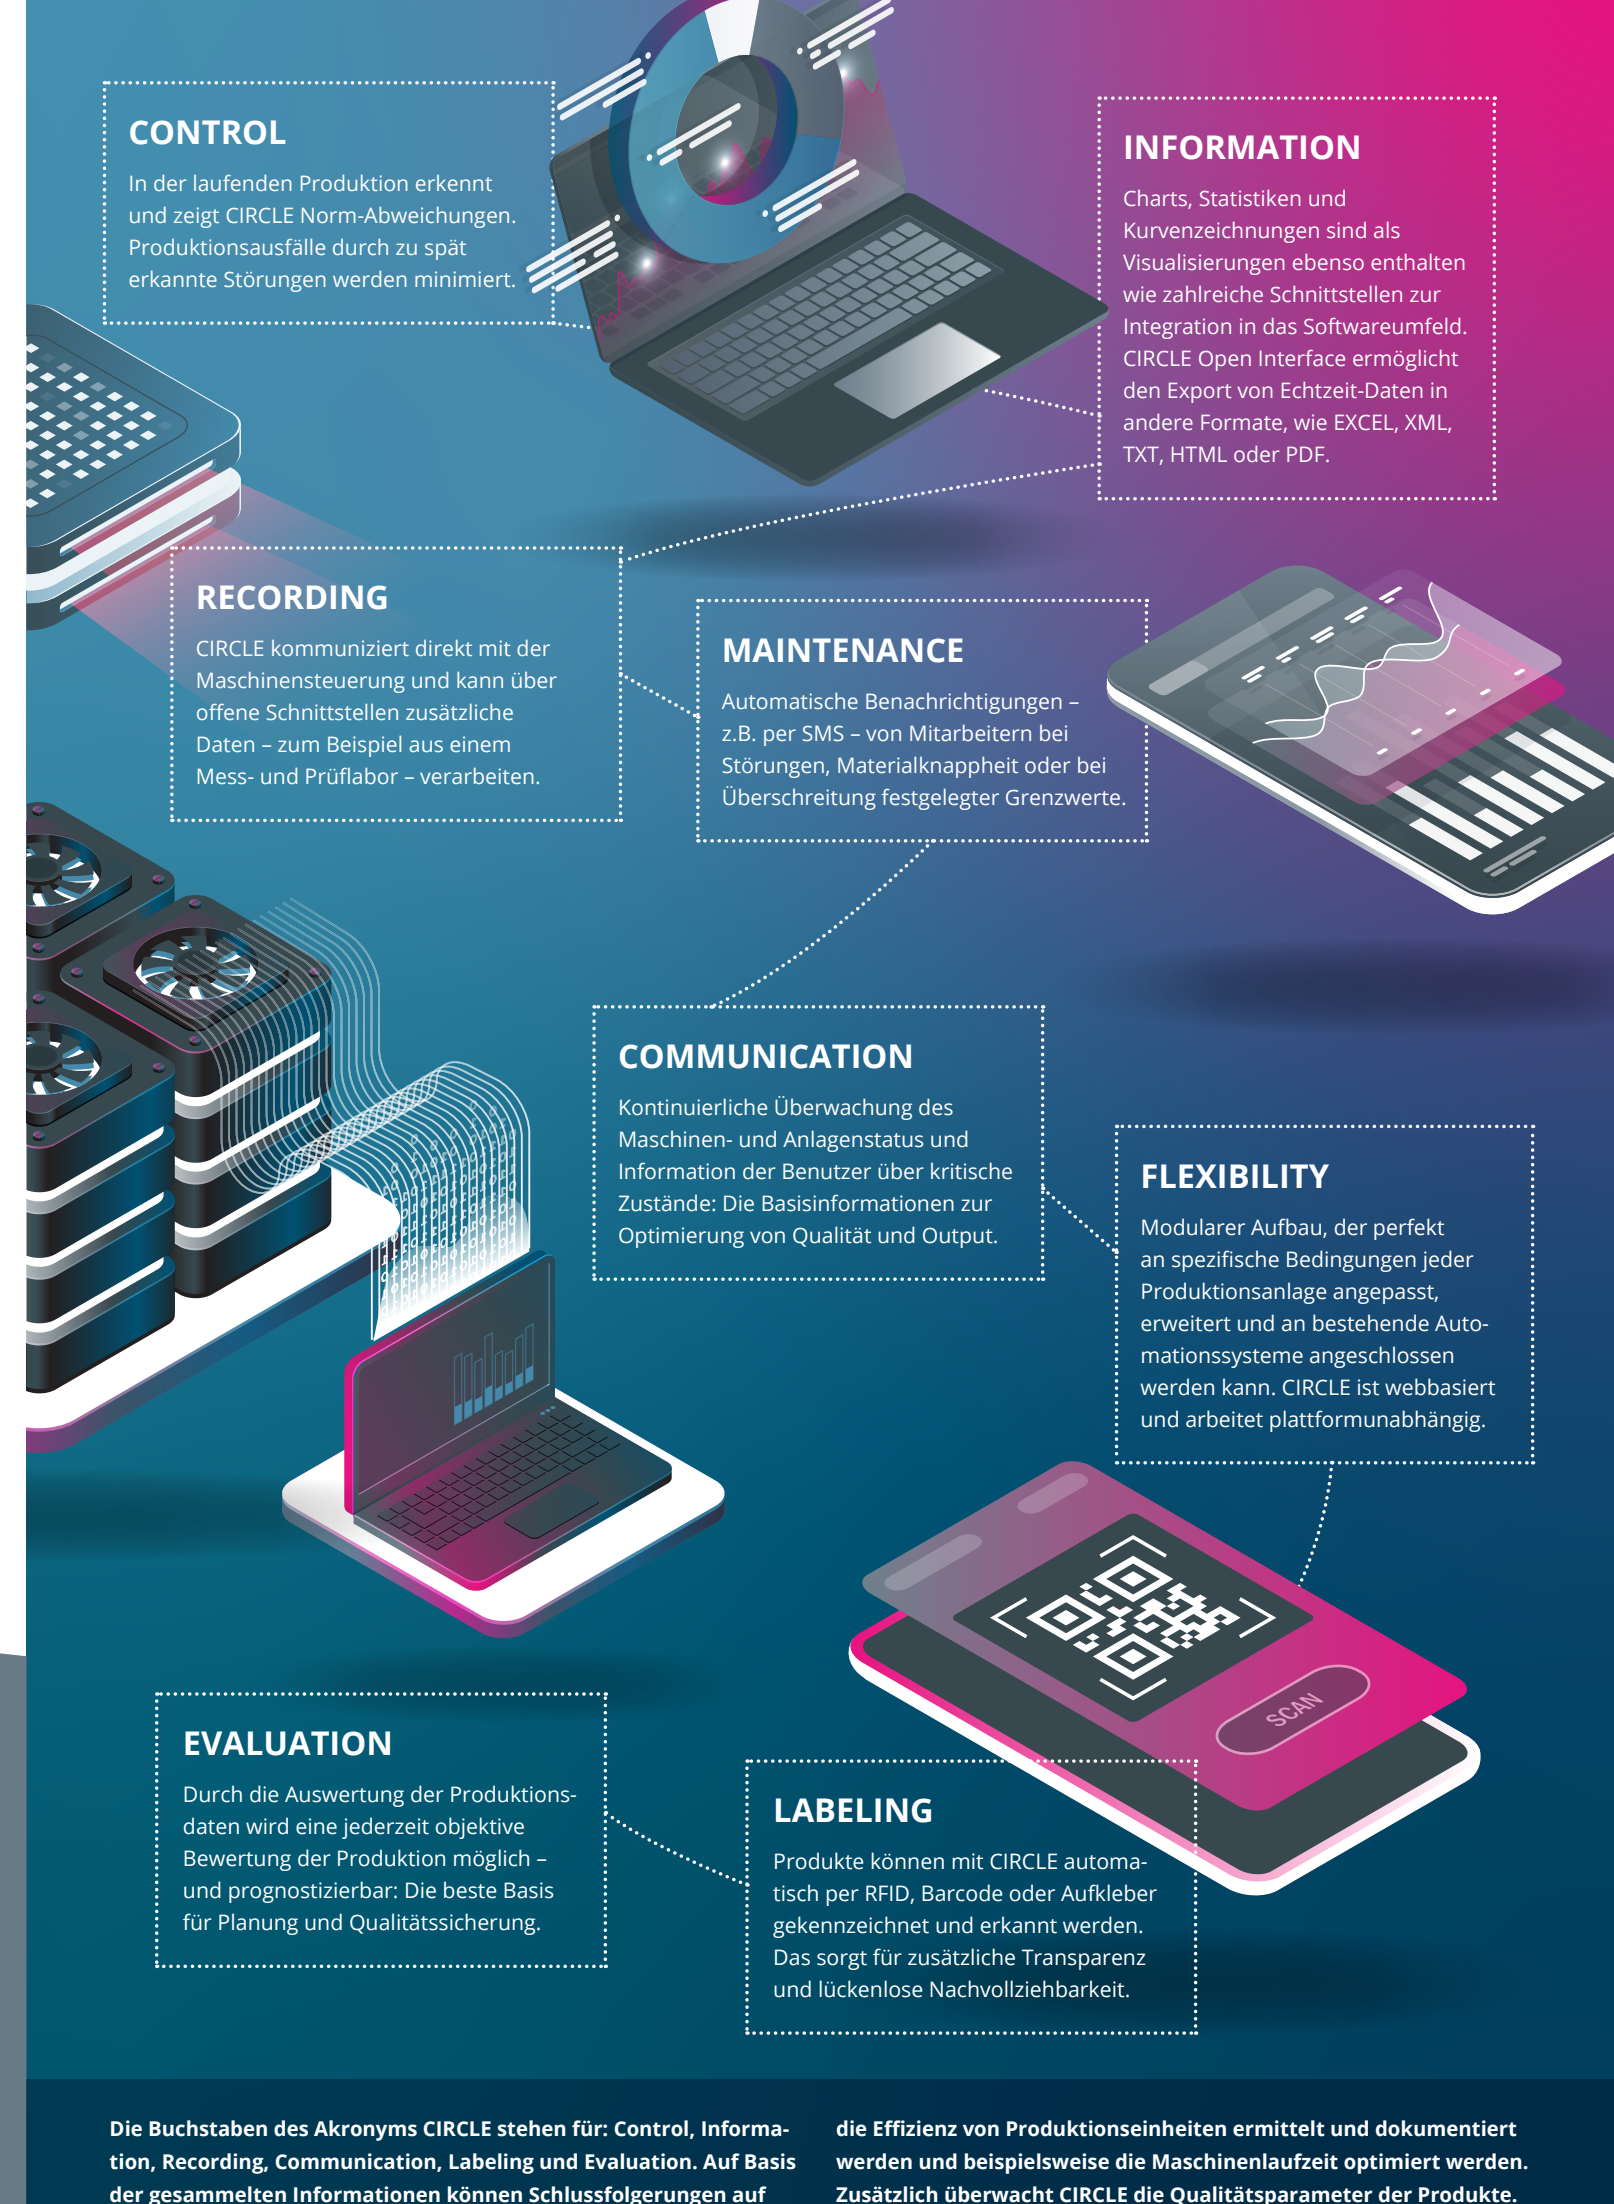 CONTROL
In der laufenden Produktion erkennt
und zeigt CIRCLE Norm-Abweichungen.
Produktionsausfälle durch zu spät
erkannte Störungen werden minimiert.
INFORMATION
Charts, Statistiken und
Kurvenzeichnungen sind als
Visualisierungen ebenso enthalten
wie zahlreiche Schnittstellen zur
Integration in das Softwareumfeld.
CIRCLE Open Interface ermöglicht
den Export von Echtzeit-Daten in
andere Formate, wie EXCEL, XML,
TXT, HTML oder PDF.
RECORDING
CIRCLE kommuniziert direkt mit der
Maschinensteuerung und kann über
offene Schnittstellen zusätzliche
Daten – zum Beispiel aus einem
Mess- und Prüflabor – verarbeiten.
MAINTENANCE
Automatische Benachrichtigungen –
z.B. per SMS – von Mitarbeitern bei
Störungen, Materialknappheit oder bei
Überschreitung festgelegter Grenzwerte.
COMMUNICATION
Kontinuierliche Überwachung des
Maschinen- und Anlagenstatus und
Information der Benutzer über kritische
Zustände: Die Basisinformationen zur
Optimierung von Qualität und Output.
FLEXIBILITY
Modularer Aufbau, der perfekt
an spezifische Bedingungen jeder
Produktionsanlage angepasst,
erweitert und an bestehende Auto-
mationssysteme angeschlossen
werden kann. CIRCLE ist webbasiert
und arbeitet plattformunabhängig.
SCAN
EVALUATION
Durch die Auswertung der Produktions-
daten wird eine jederzeit objektive
Bewertung der Produktion möglich –
und prognostizierbar: Die beste Basis
für Planung und Qualitätssicherung.
LABELING
Produkte können mit CIRCLE automa-
tisch per RFID, Barcode oder Aufkleber
gekennzeichnet und erkannt werden.
Das sorgt für zusätzliche Transparenz
und lückenlose Nachvollziehbarkeit.
Die Buchstaben des Akronyms CIRCLE stehen für: Control, Informa-
tion, Recording, Communication, Labeling und Evaluation. Auf Basis
der gesammelten Informationen können Schlussfolgerungen auf
die Effizienz von Produktionseinheiten ermittelt und dokumentiert
werden und beispielsweise die Maschinenlaufzeit optimiert werden.
Zusätzlich überwacht CIRCLE die Qualitätsparameter der Produkte.